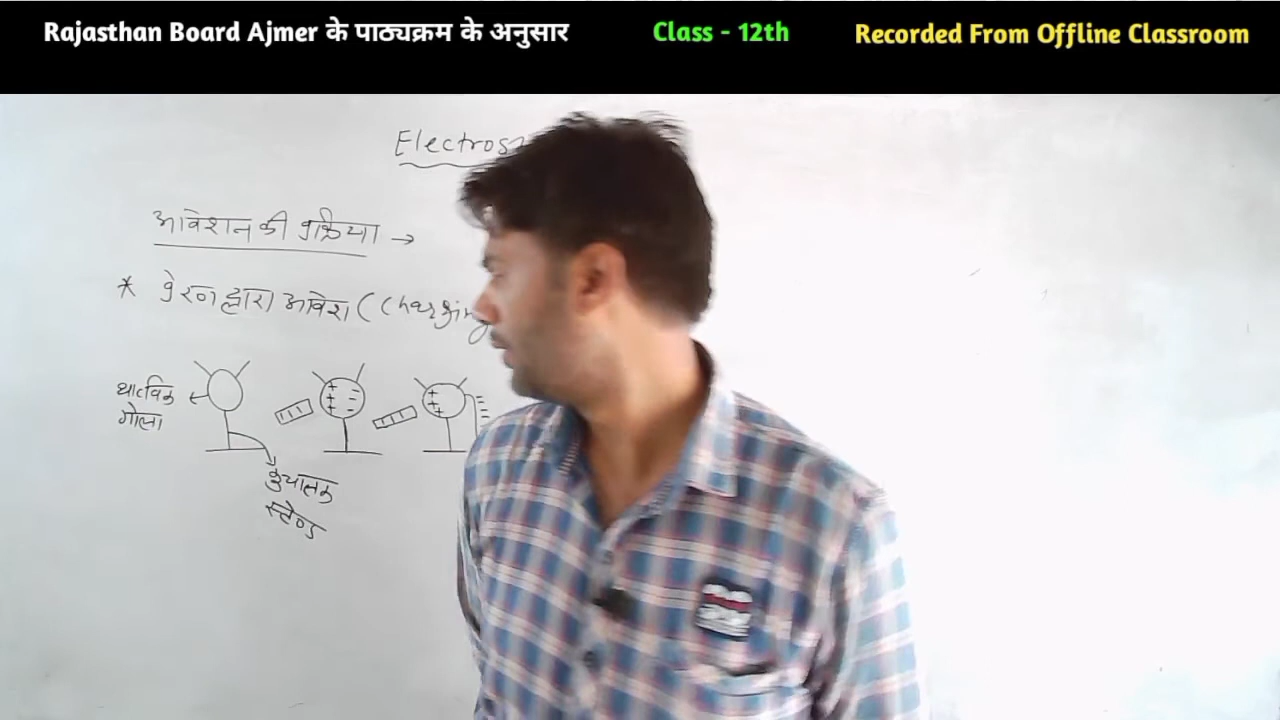 Rajasthan Board Ajmer के पाठ्यक्रम के अनुसार Class - 12th Recorded From Offline Classroom
Electros
आवेशन की प्रक्रिया →
* प्रेरण द्वारा आवेश (Charging
धात्विक
गोला
कुचालक
स्टैण्ड